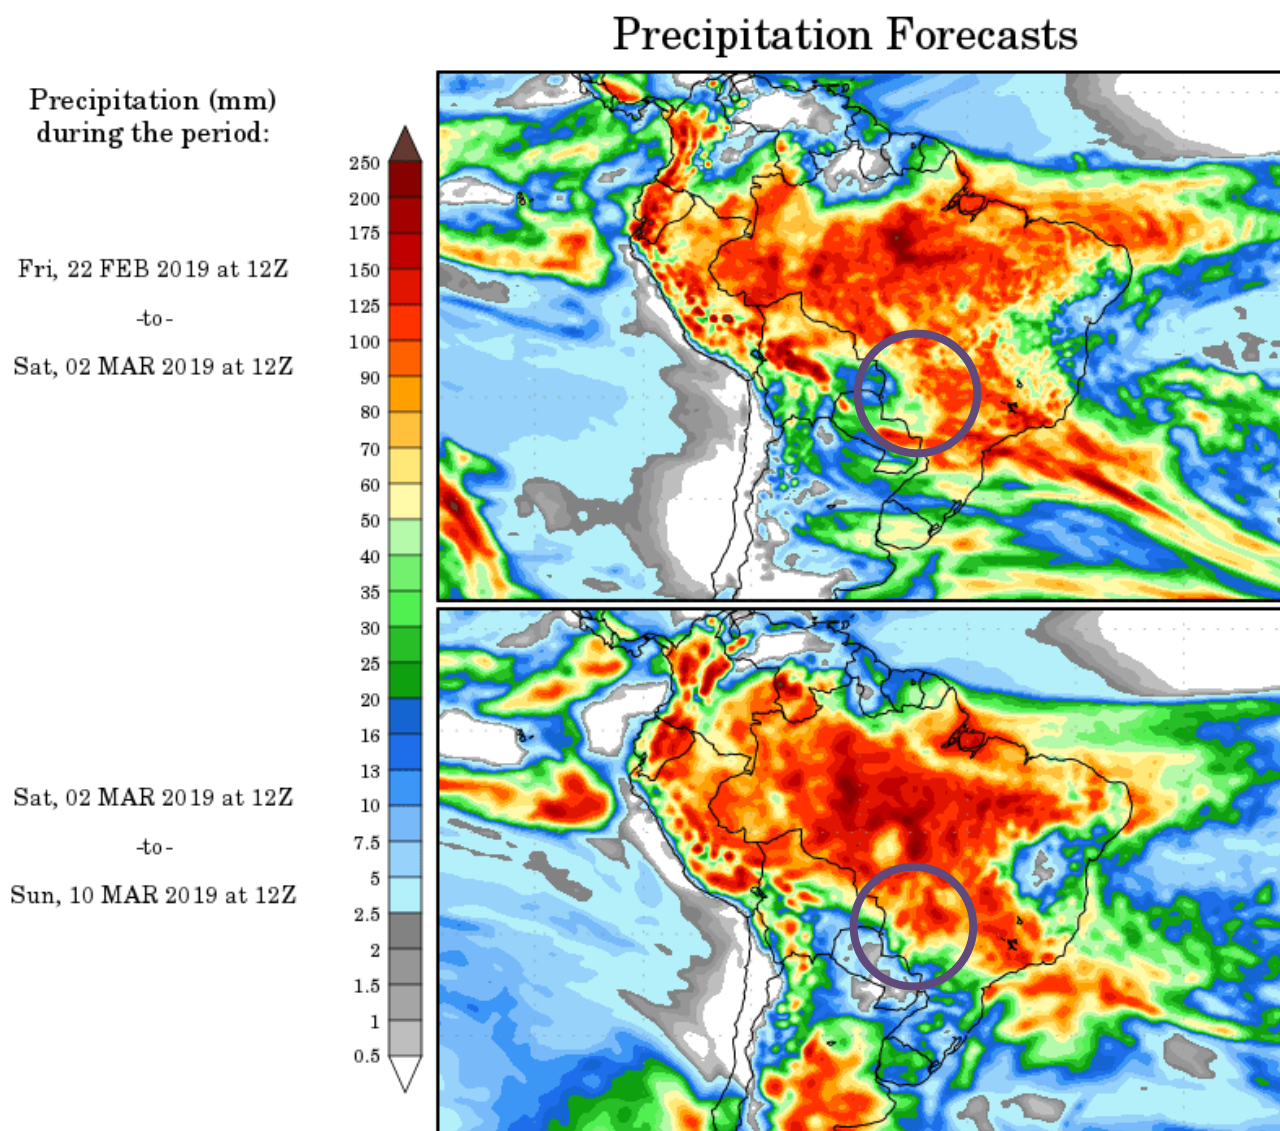 Precipitation Forecasts
Precipitation (mm)
during the period:
Fri, 22 FEB 2019 at 12Z
-to-
Sat, 02 MAR 2019 at 12Z
Sat, 02 MAR 2019 at 12Z
-to-
Sun, 10 MAR 2019 at 12Z
250
200
175
150
125
100
90
80
70
60
50
40
35
30
25
20
16
13
10
7.5
5
2.5
2
1.5
1
0.5